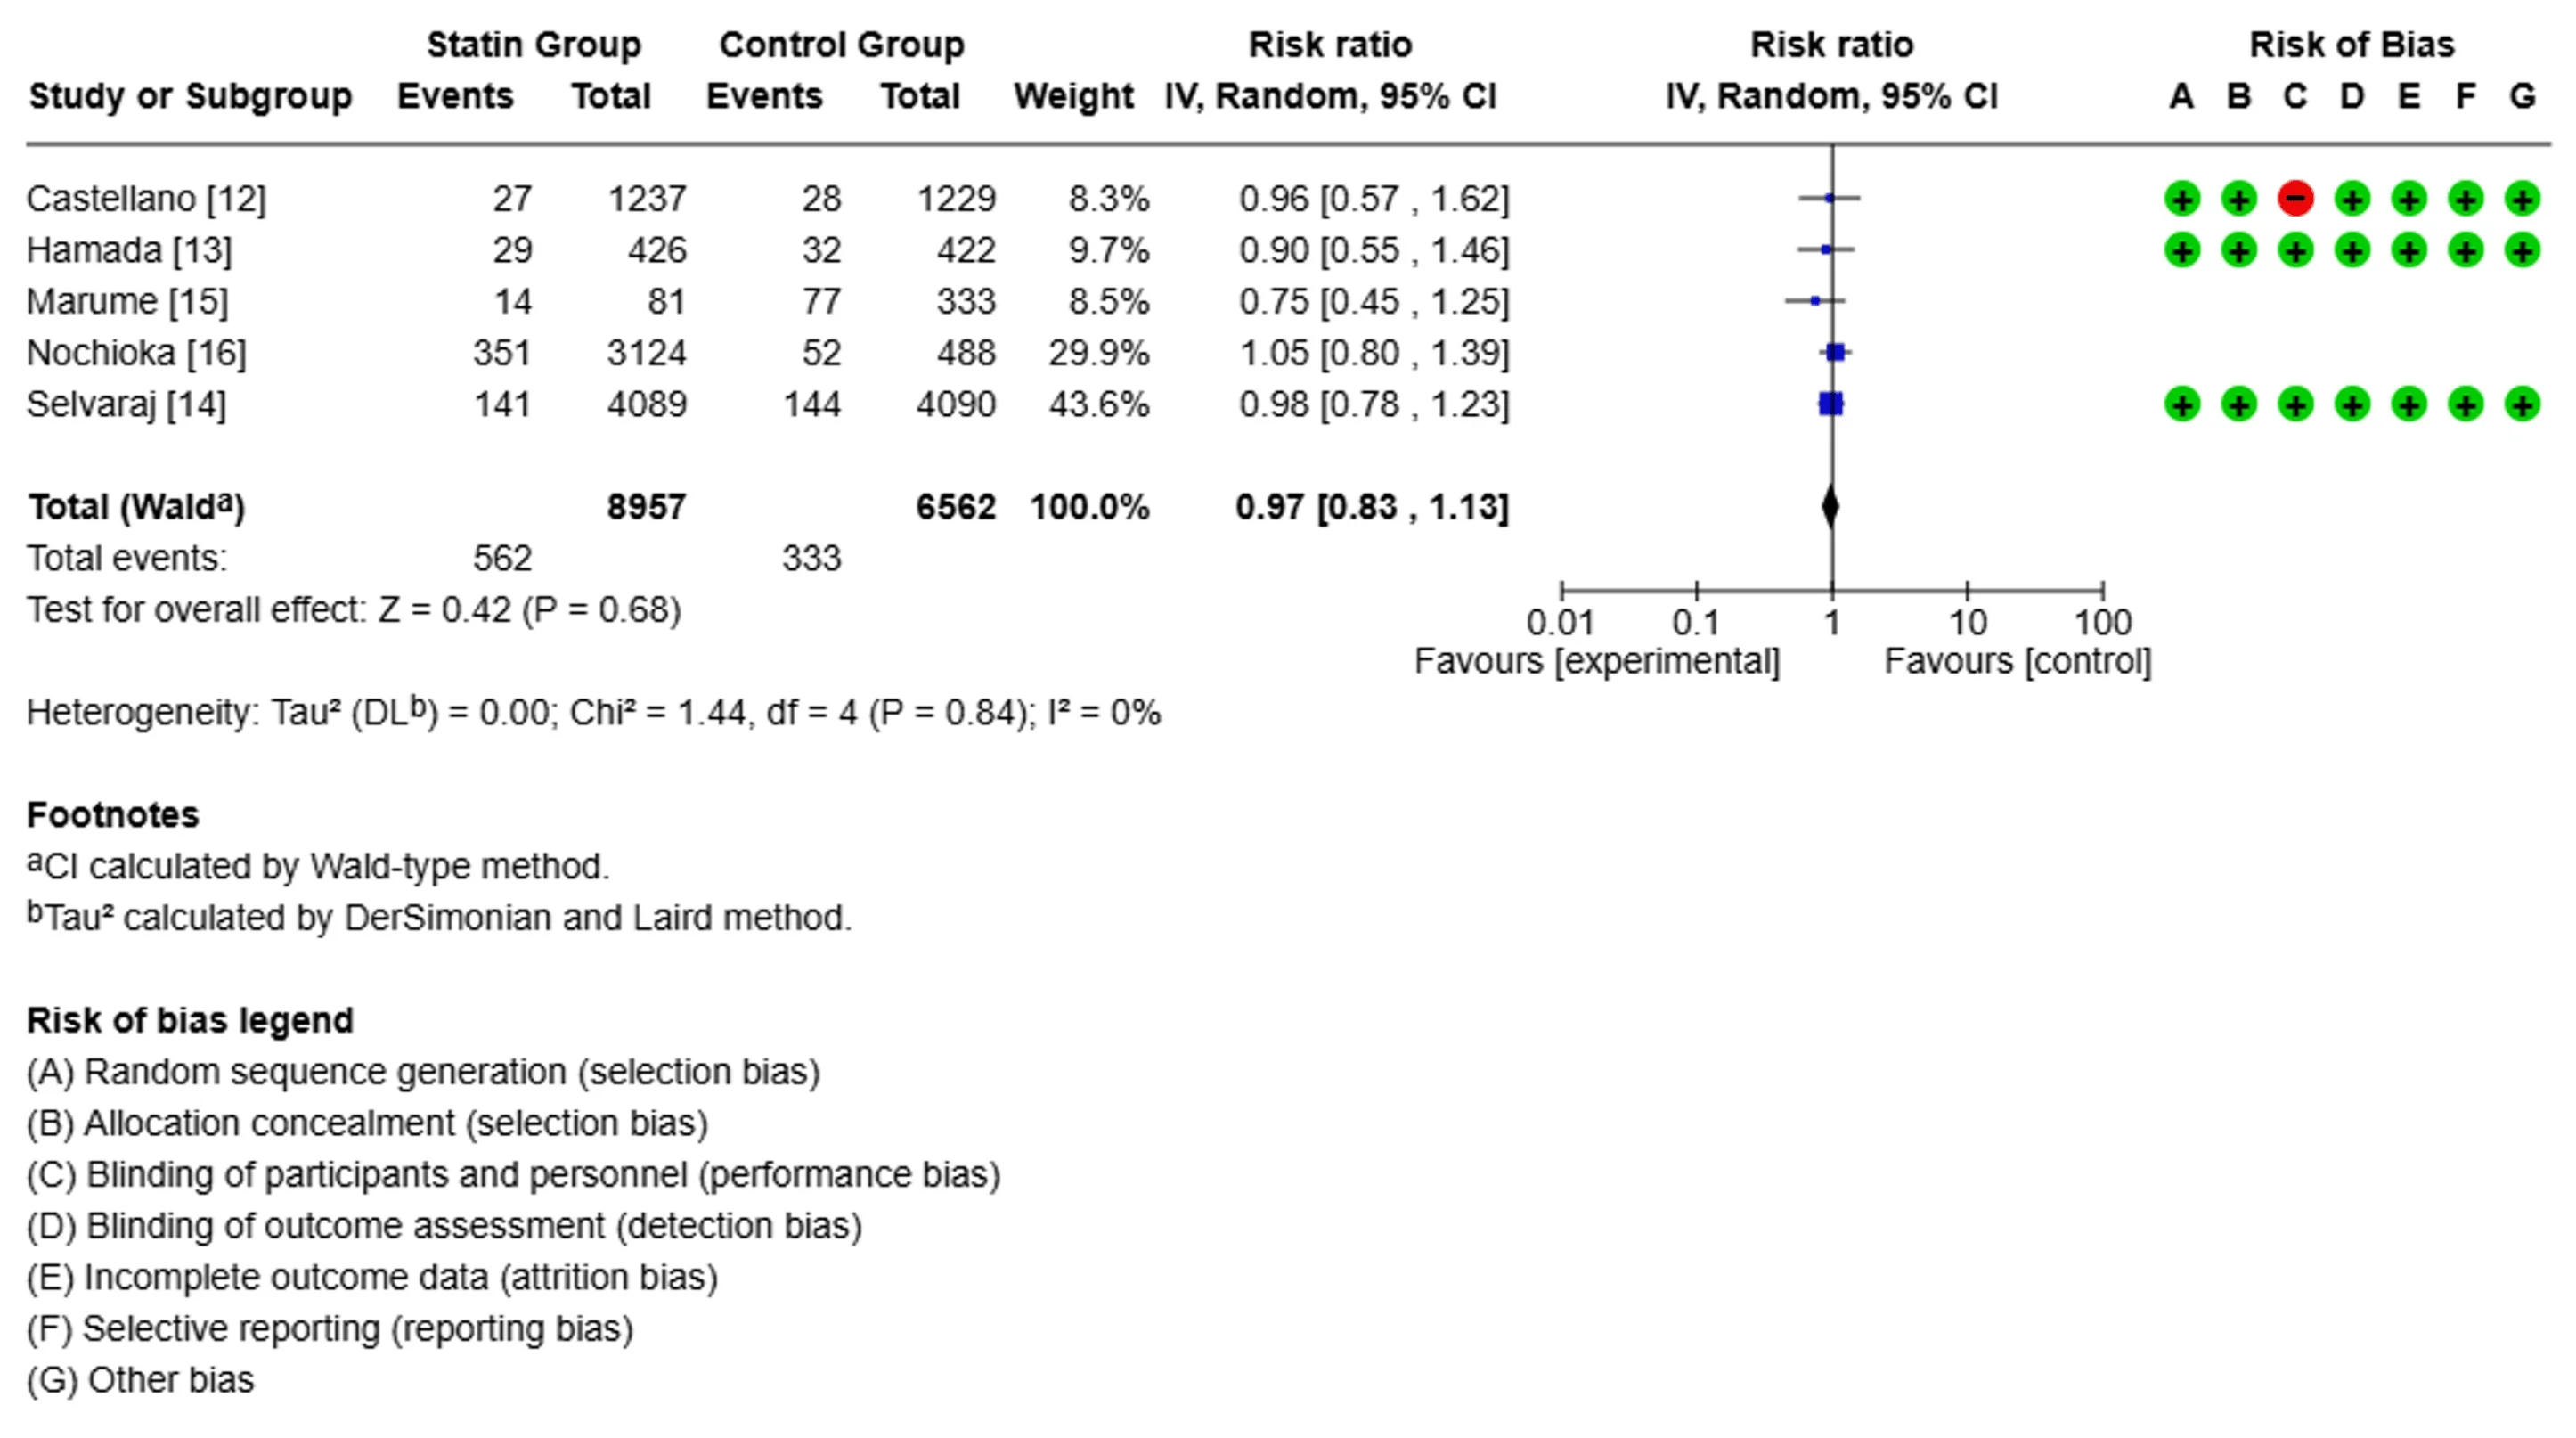 Statin Group Control Group Risk ratio Risk ratio Risk of Bias
Study or Subgroup Events Total Events Total Weight IV, Random, 95% CI IV, Random, 95% CI A B C D E F G
Castellano [12] 27 1237 28 1229 8.3% 0.96 [0.57 , 1.62] + + − + + + +
Hamada [13] 29 426 32 422 9.7% 0.90 [0.55 , 1.46] + + + + + + +
Marume [15] 14 81 77 333 8.5% 0.75 [0.45 , 1.25]
Nochioka [16] 351 3124 52 488 29.9% 1.05 [0.80 , 1.39]
Selvaraj [14] 141 4089 144 4090 43.6% 0.98 [0.78 , 1.23] + + + + + + +
Total (Waldᵃ) 8957 6562 100.0% 0.97 [0.83 , 1.13]
Total events: 562 333
Test for overall effect: Z = 0.42 (P = 0.68)
0.01 0.1 1 10 100
Favours [experimental] Favours [control]
Heterogeneity: Tau² (DLᵇ) = 0.00; Chi² = 1.44, df = 4 (P = 0.84); I² = 0%
Footnotes
ᵃCI calculated by Wald-type method.
ᵇTau² calculated by DerSimonian and Laird method.
Risk of bias legend
(A) Random sequence generation (selection bias)
(B) Allocation concealment (selection bias)
(C) Blinding of participants and personnel (performance bias)
(D) Blinding of outcome assessment (detection bias)
(E) Incomplete outcome data (attrition bias)
(F) Selective reporting (reporting bias)
(G) Other bias